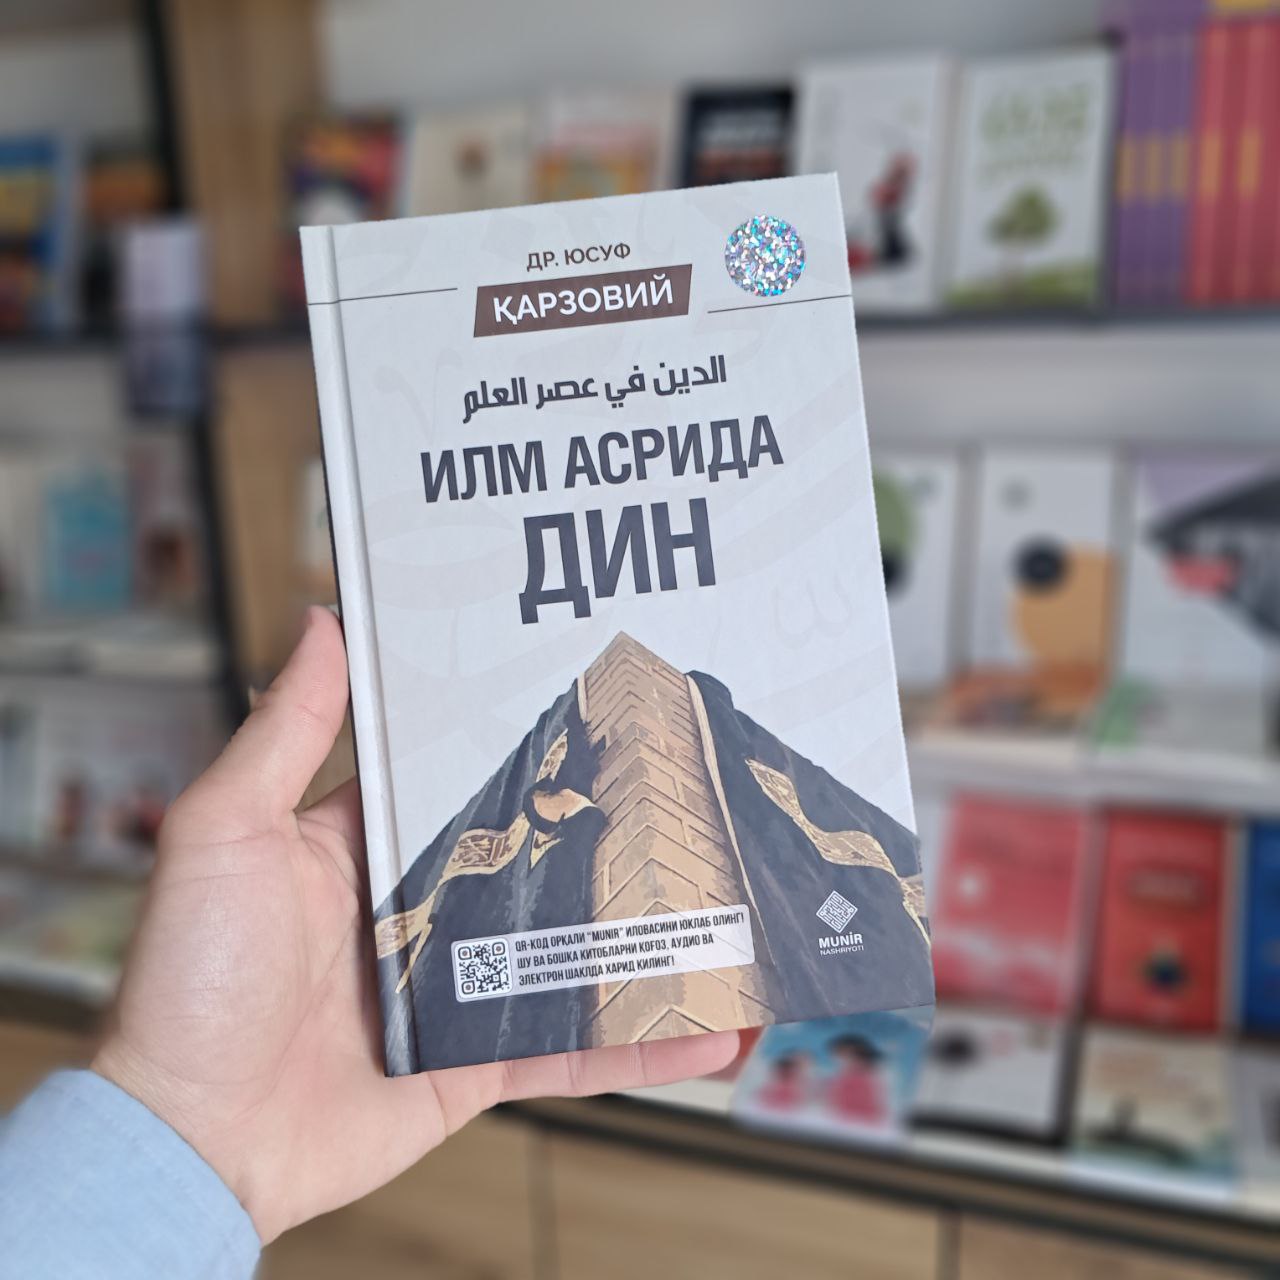 ДР. ЮСУФ
ҚАРЗОВИЙ
الدين في عصر العلم
ИЛМ АСРИДА
ДИН
QR-КОД ОРҚАЛИ "MUNIR" ИЛОВАСИНИ ЮКЛАБ ОЛИНГ!
ШУ ВА БОШҚА КИТОБЛАРНИ ҚОҒОЗ, АУДИО ВА
ЭЛЕКТРОН ШАКЛДА ХАРИД ҚИЛИНГ!
MUNİR
NASHRIYOTI